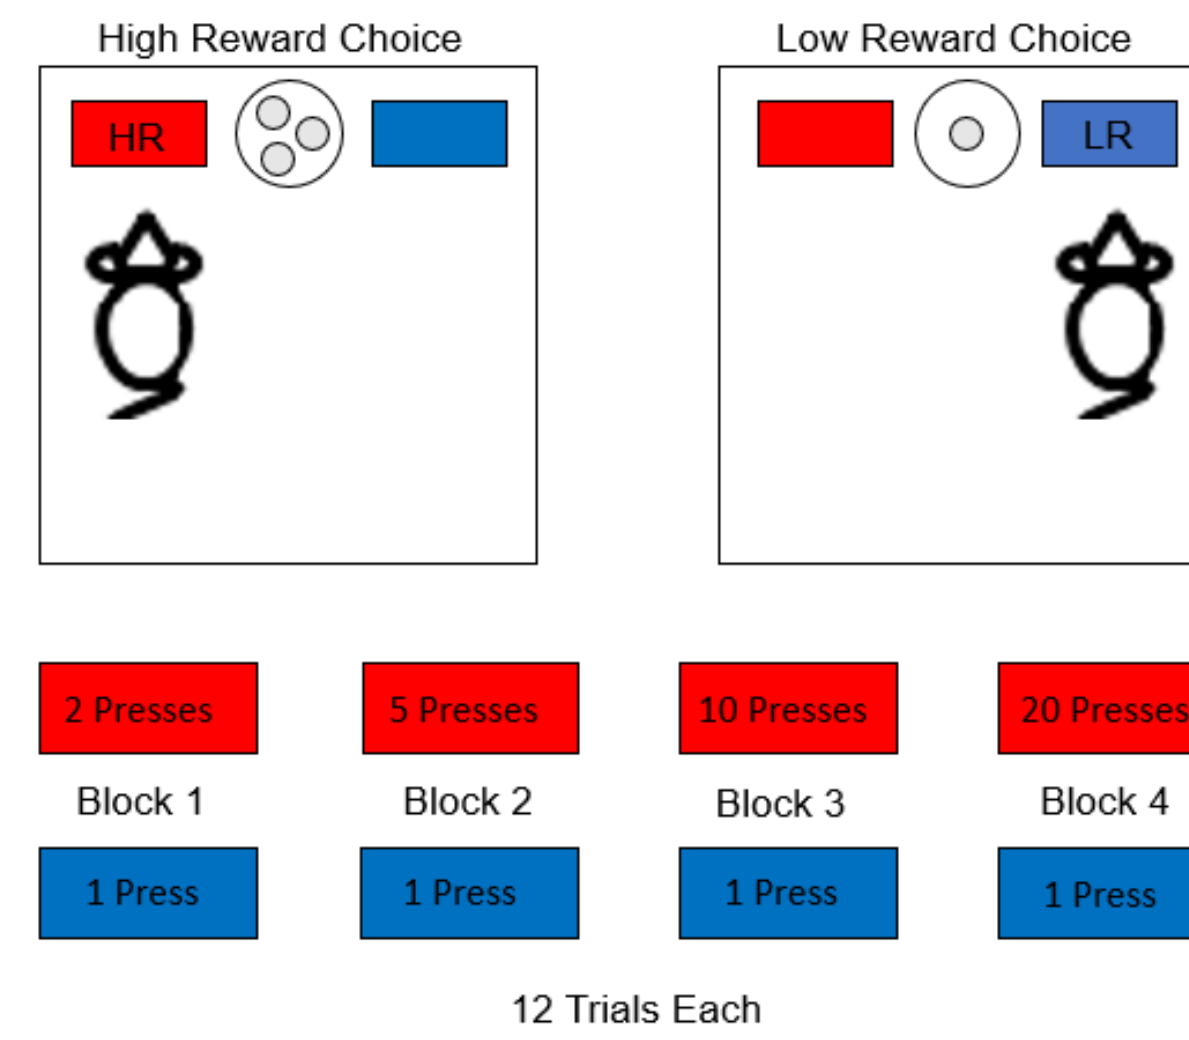 High Reward Choice
Low Reward Choice
HR
LR
2 Presses
5 Presses
10 Presses
20 Presses
Block 1
Block 2
Block 3
Block 4
1 Press
1 Press
1 Press
1 Press
12 Trials Each